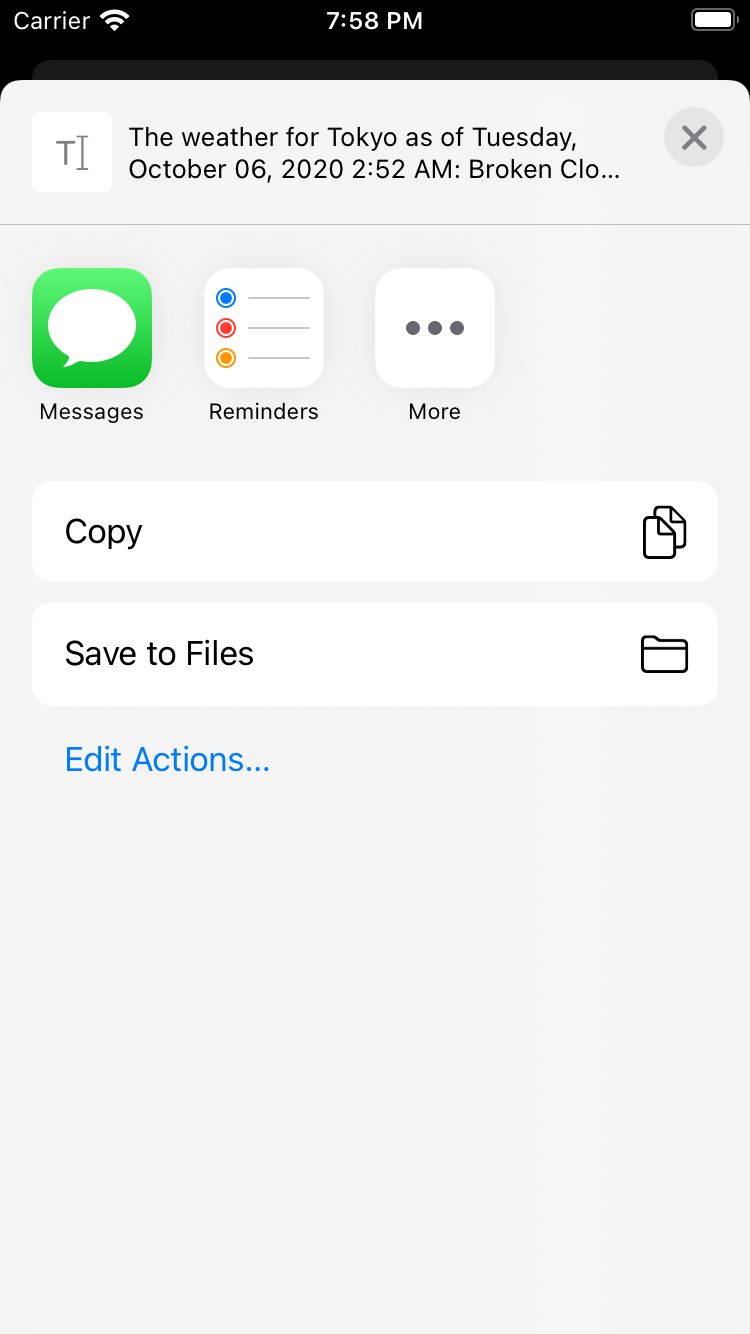 Carrier 7:58 PM
The weather for Tokyo as of Tuesday,
October 06, 2020 2:52 AM: Broken Clo...
Messages Reminders More
Copy
Save to Files
Edit Actions...